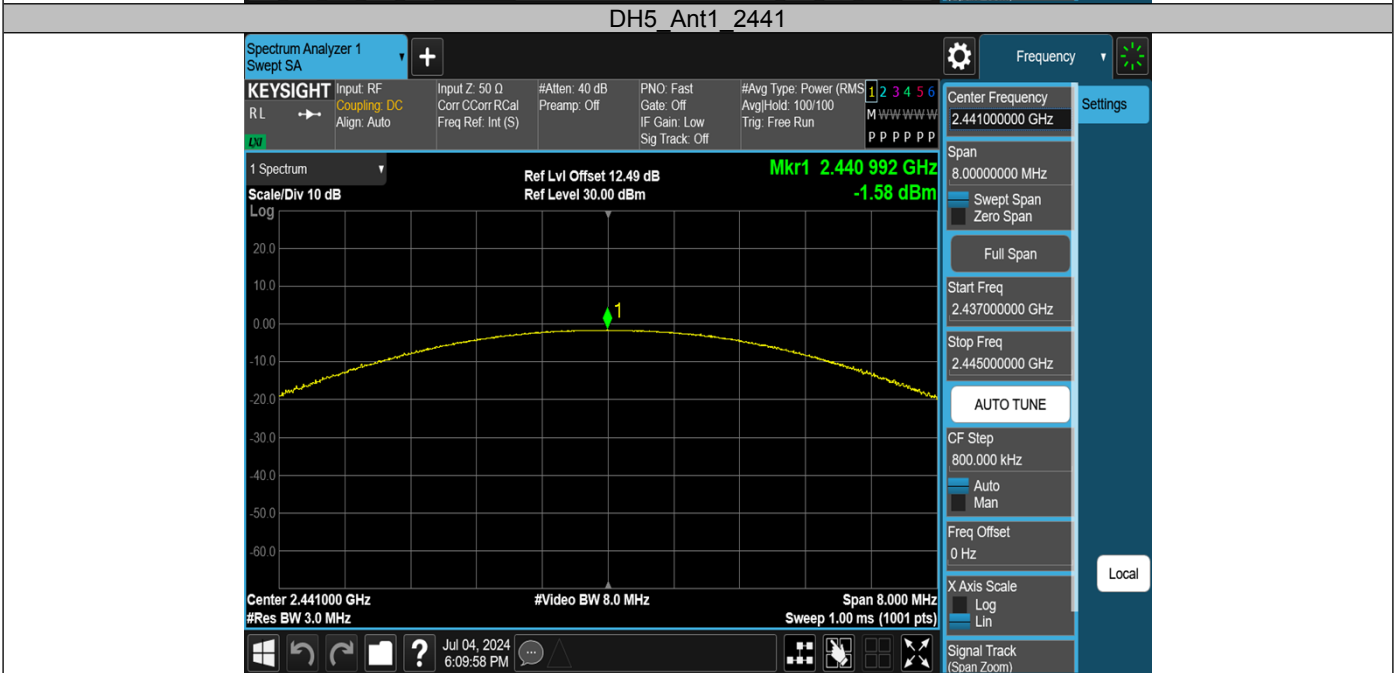 DH5_Ant1_2441
Spectrum Analyzer 1
Swept SA
+
Frequency
KEYSIGHT
RL
LXI
Input: RF
Coupling: DC
Align: Auto
Input Z: 50 Ω
Corr CCorr RCal
Freq Ref: Int (S)
#Atten: 40 dB
Preamp: Off
PNO: Fast
Gate: Off
IF Gain: Low
Sig Track: Off
#Avg Type: Power (RMS
Avg|Hold: 100/100
Trig: Free Run
1 2 3 4 5 6
M W W W W W
P P P P P P
1 Spectrum
Scale/Div 10 dB
Log
Ref Lvl Offset 12.49 dB
Ref Level 30.00 dBm
Mkr1 2.440 992 GHz
-1.58 dBm
20.0
10.0
0.00
-10.0
-20.0
-30.0
-40.0
-50.0
-60.0
1
Center 2.441000 GHz
#Res BW 3.0 MHz
#Video BW 8.0 MHz
Span 8.000 MHz
Sweep 1.00 ms (1001 pts)
Center Frequency
2.441000000 GHz
Span
8.00000000 MHz
Swept Span
Zero Span
Full Span
Start Freq
2.437000000 GHz
Stop Freq
2.445000000 GHz
AUTO TUNE
CF Step
800.000 kHz
Auto
Man
Freq Offset
0 Hz
X Axis Scale
Log
Lin
Signal Track
(Span Zoom)
Settings
Local
?
Jul 04, 2024
6:09:58 PM